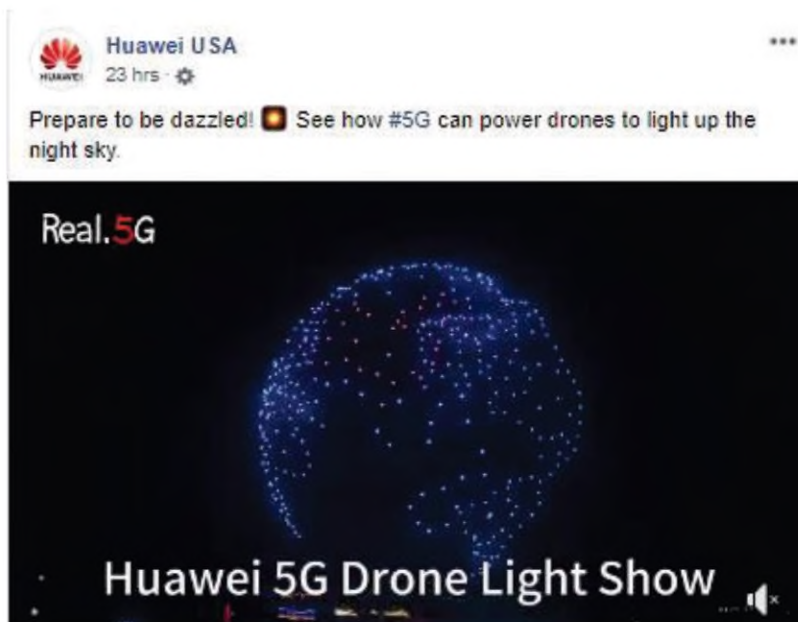 Huawei USA
HUAWEI
23 hrs ·
Prepare to be dazzled! 💥 See how #5G can power drones to light up the
night sky.
Real.5G
Huawei 5G Drone Light Show